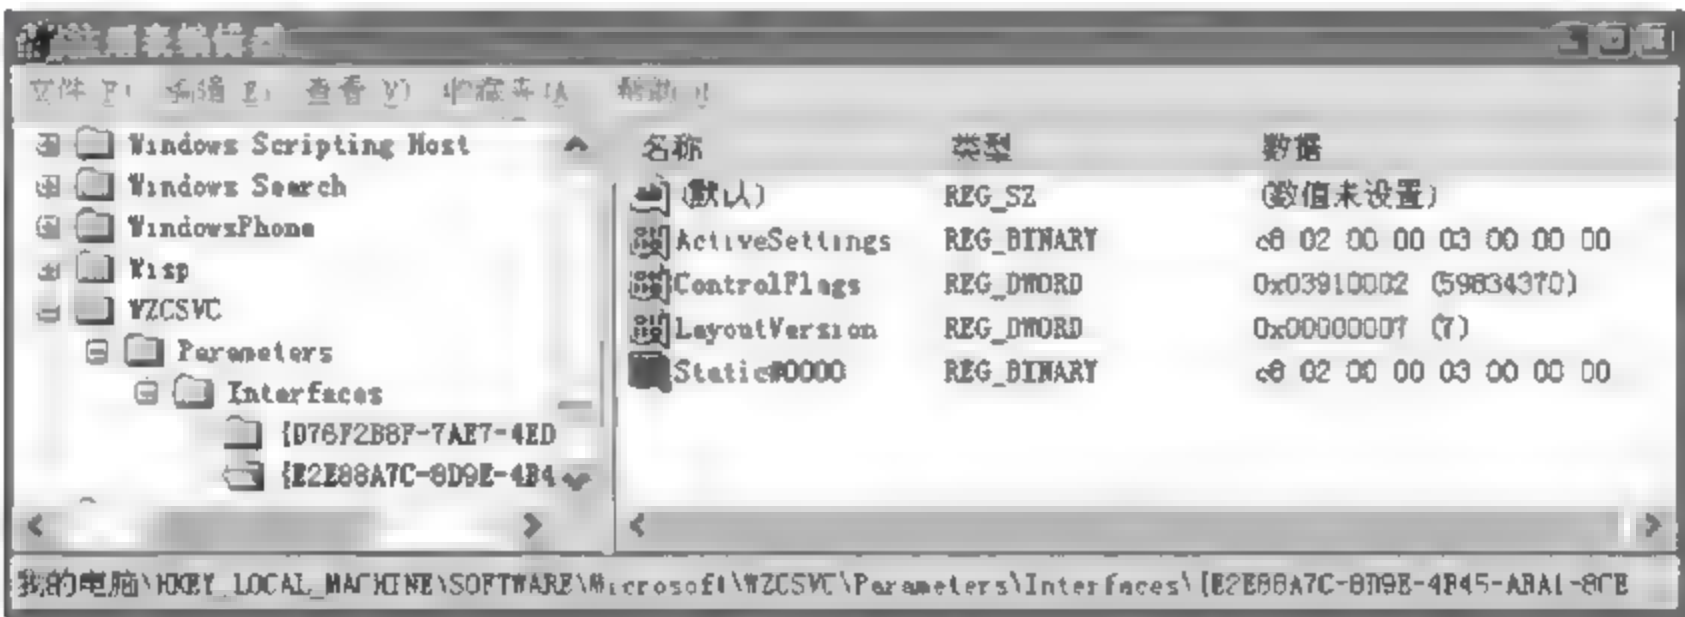 注册表编辑器
文件(F) 编辑(E) 查看(V) 收藏夹(A) 帮助(H)
Windows Scripting Host
Windows Search
WindowsPhone
Wisp
WZCSVC
Parameters
Interfaces
{D76F2B8F-7AE7-4ED
{E2E88A7C-8D9E-4B4
名称 类型 数据
(默认) REG_SZ (数值未设置)
ActiveSettings REG_BINARY c8 02 00 00 03 00 00 00
ControlFlags REG_DWORD 0x03910002 (59834370)
LayoutVersion REG_DWORD 0x00000007 (7)
Static#0000 REG_BINARY c8 02 00 00 03 00 00 00
我的电脑\HKEY_LOCAL_MACHINE\SOFTWARE\Microsoft\WZCSVC\Parameters\Interfaces\{E2E88A7C-8D9E-4B45-ABA1-8CE